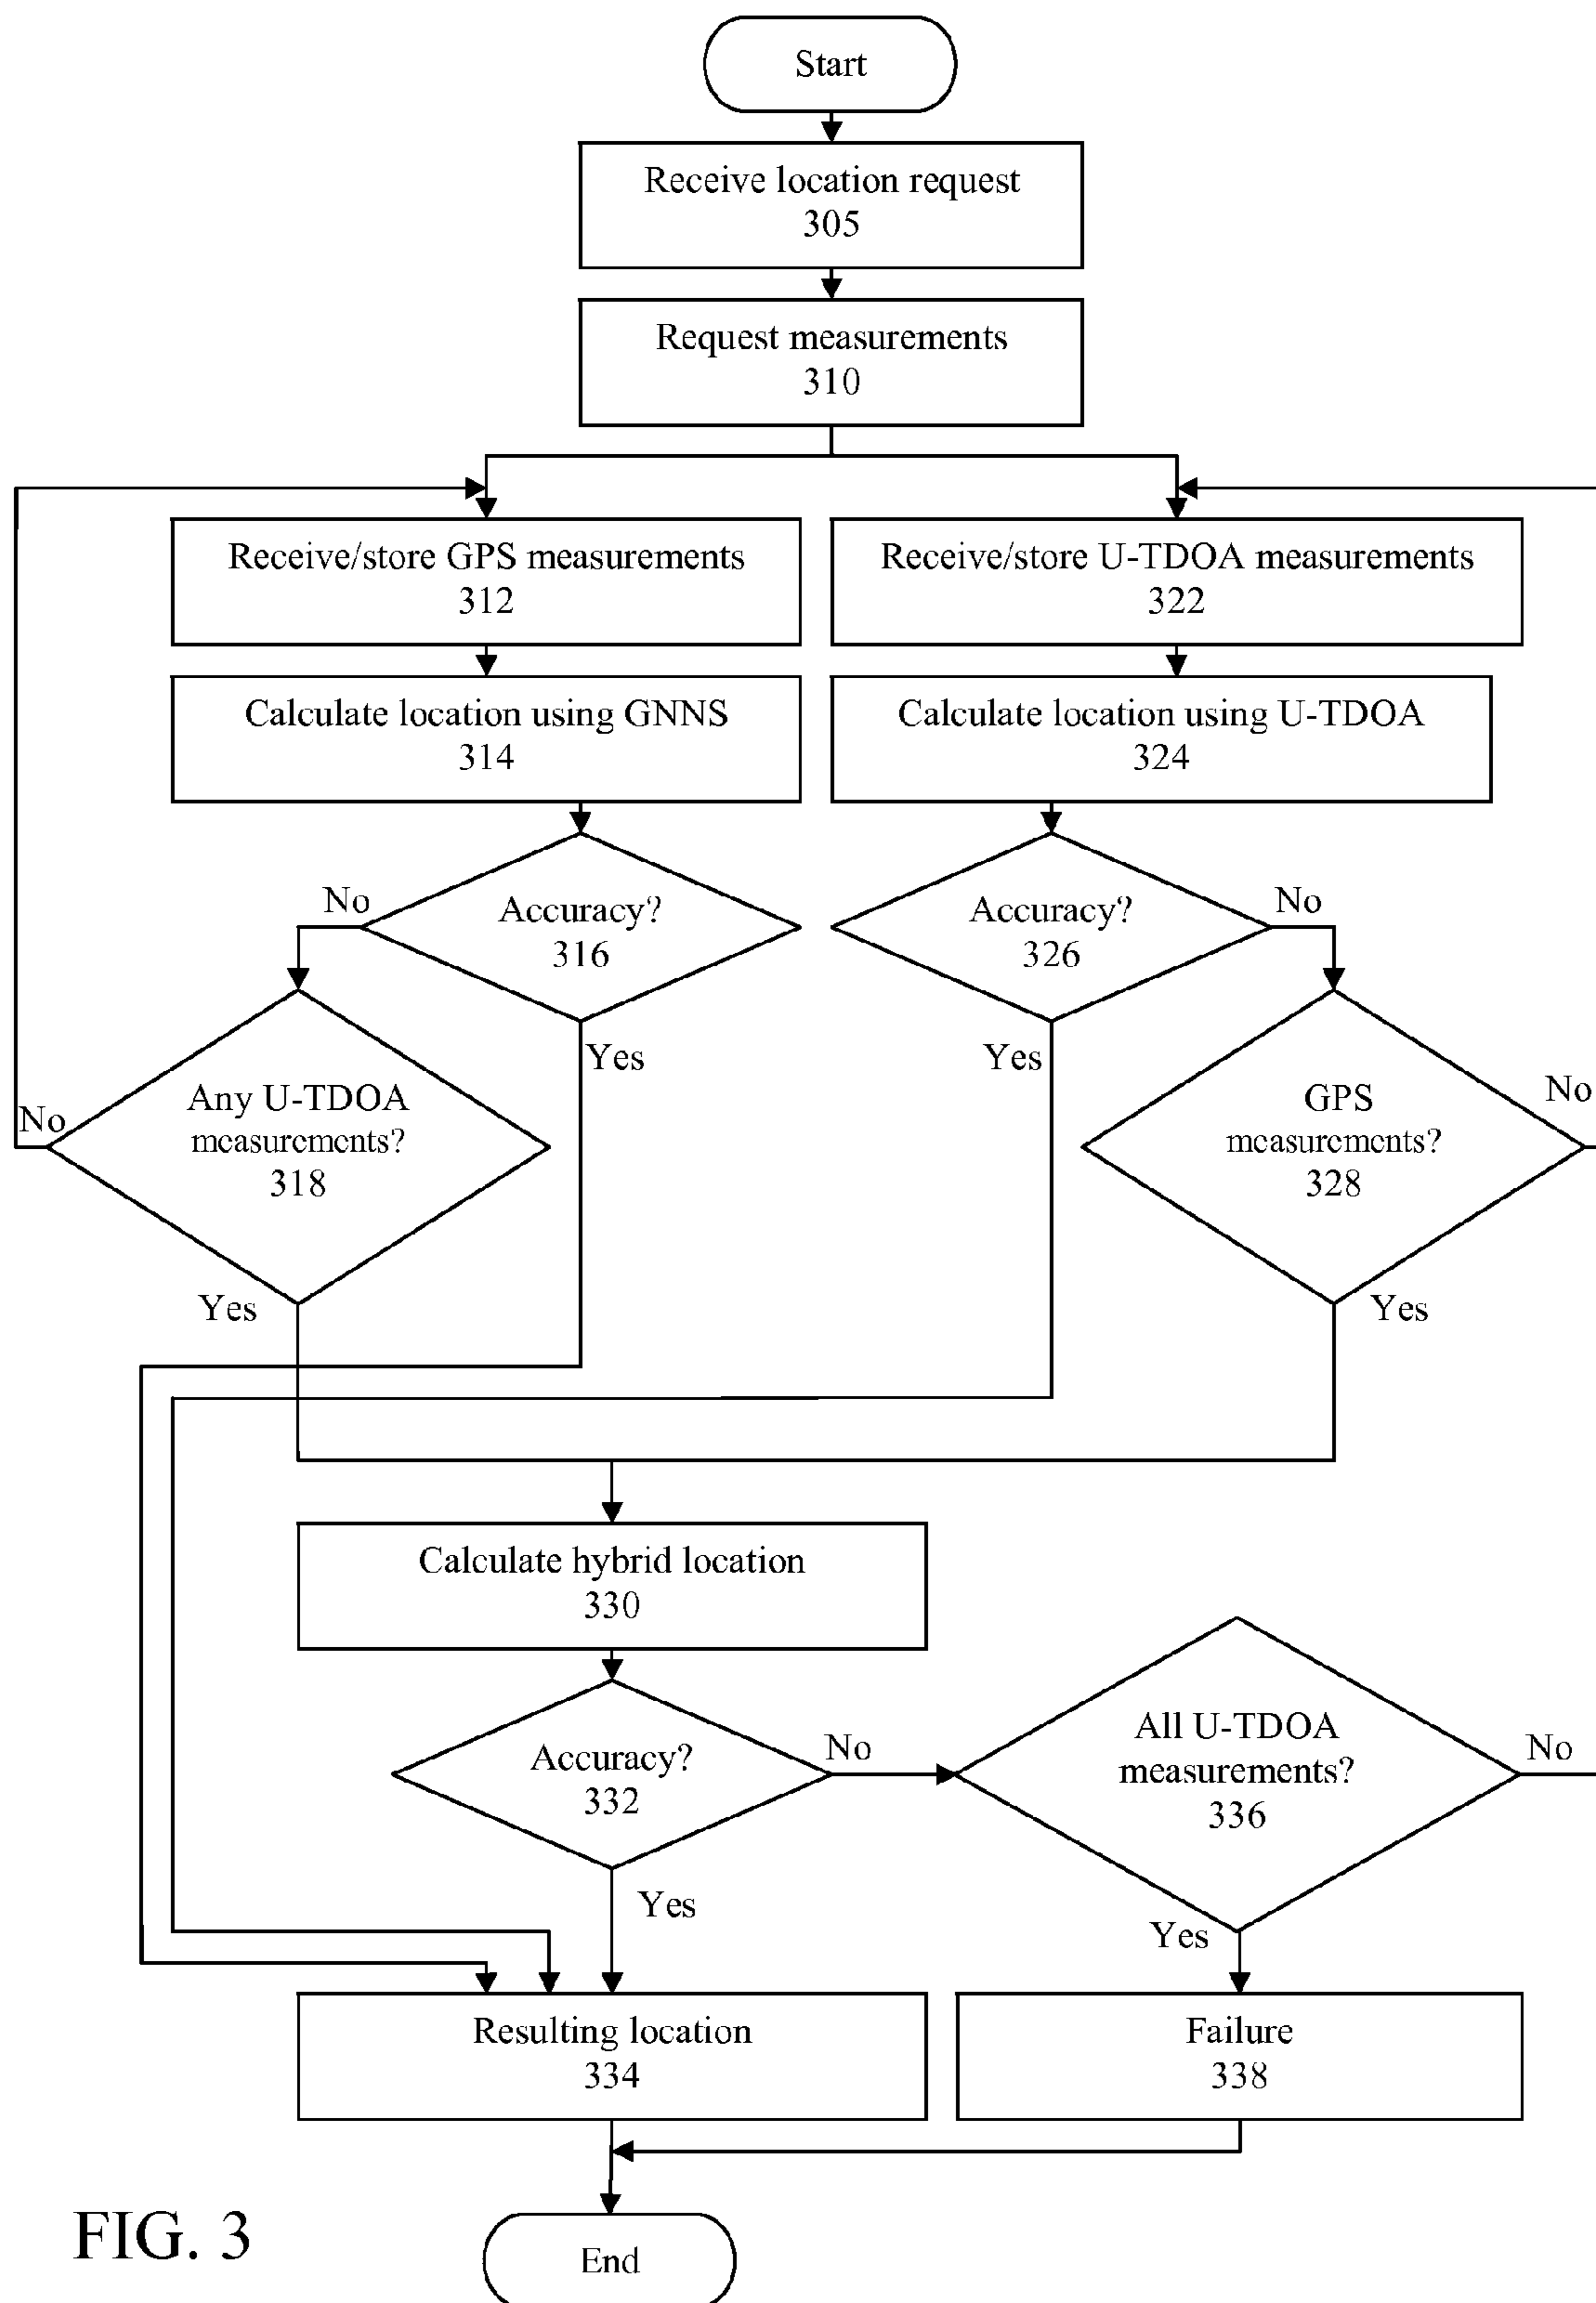 Start
Receive location request
305
Request measurements
310
Receive/store GPS measurements
312
Receive/store U-TDOA measurements
322
Calculate location using GNNS
314
Calculate location using U-TDOA
324
No
Accuracy?
316
Yes
Accuracy?
326
No
Yes
No
Any U-TDOA
measurements?
318
Yes
GPS
measurements?
328
No
Yes
Calculate hybrid location
330
Accuracy?
332
No
Yes
All U-TDOA
measurements?
336
No
Yes
Resulting location
334
Failure
338
End
FIG. 3